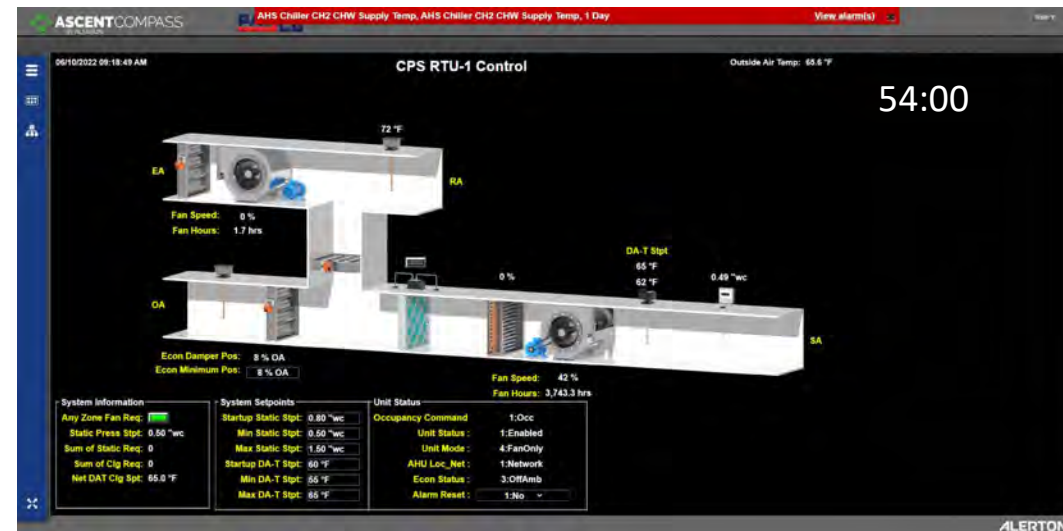 ASCENTCOMPASS
AHS Chiller CH2 CHW Supply Temp, AHS Chiller CH2 CHW Supply Temp, 1 Day
View alarm(s)
06/10/2022 09:18:49 AM
CPS RTU-1 Control
Outside Air Temp: 65.6 °F
54:00
72 °F
EA
RA
Fan Speed: 0 %
Fan Hours: 1.7 hrs
DA-T Stpt
65 °F
0 %
62 °F
0.49 "wc
OA
SA
Econ Damper Pos: 8 % OA
Econ Minimum Pos: 8 % OA
Fan Speed: 42 %
Fan Hours: 3,743.3 hrs
System Information
Any Zone Fan Req:
Static Press Stpt: 0.50 "wc
Sum of Static Req: 0
Sum of Clg Req: 0
Net DAT Clg Spt: 65.0 °F
System Setpoints
Startup Static Stpt: 0.80 "wc
Min Static Stpt: 0.50 "wc
Max Static Stpt: 1.50 "wc
Startup DA-T Stpt: 60 °F
Min DA-T Stpt: 55 °F
Max DA-T Stpt: 65 °F
Unit Status
Occupancy Command 1:Occ
Unit Status : 1:Enabled
Unit Mode : 4:FanOnly
AHU Loc_Net : 1:Network
Econ Status : 3:OffAmb
Alarm Reset : 1:No
ALERTON